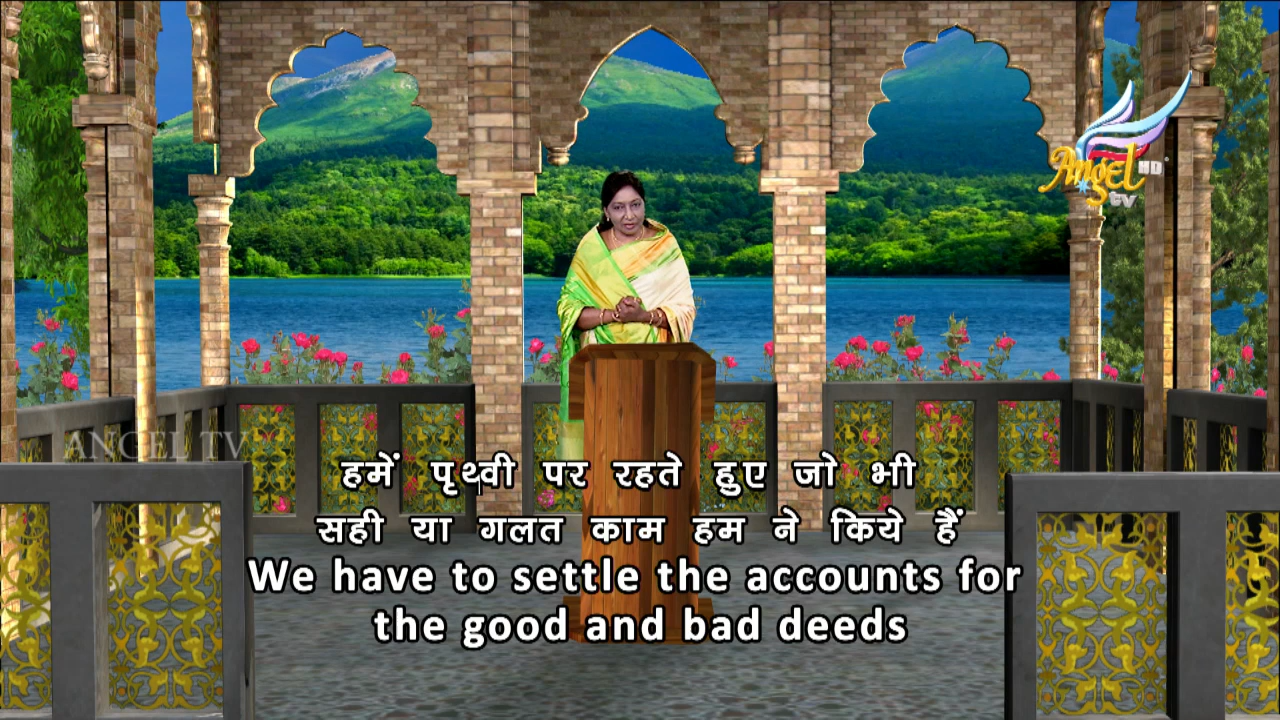 Angel HD
tv
ANGEL TV
हमें पृथ्वी पर रहते हुए जो भी
सही या गलत काम हम ने किये हैं
We have to settle the accounts for
the good and bad deeds